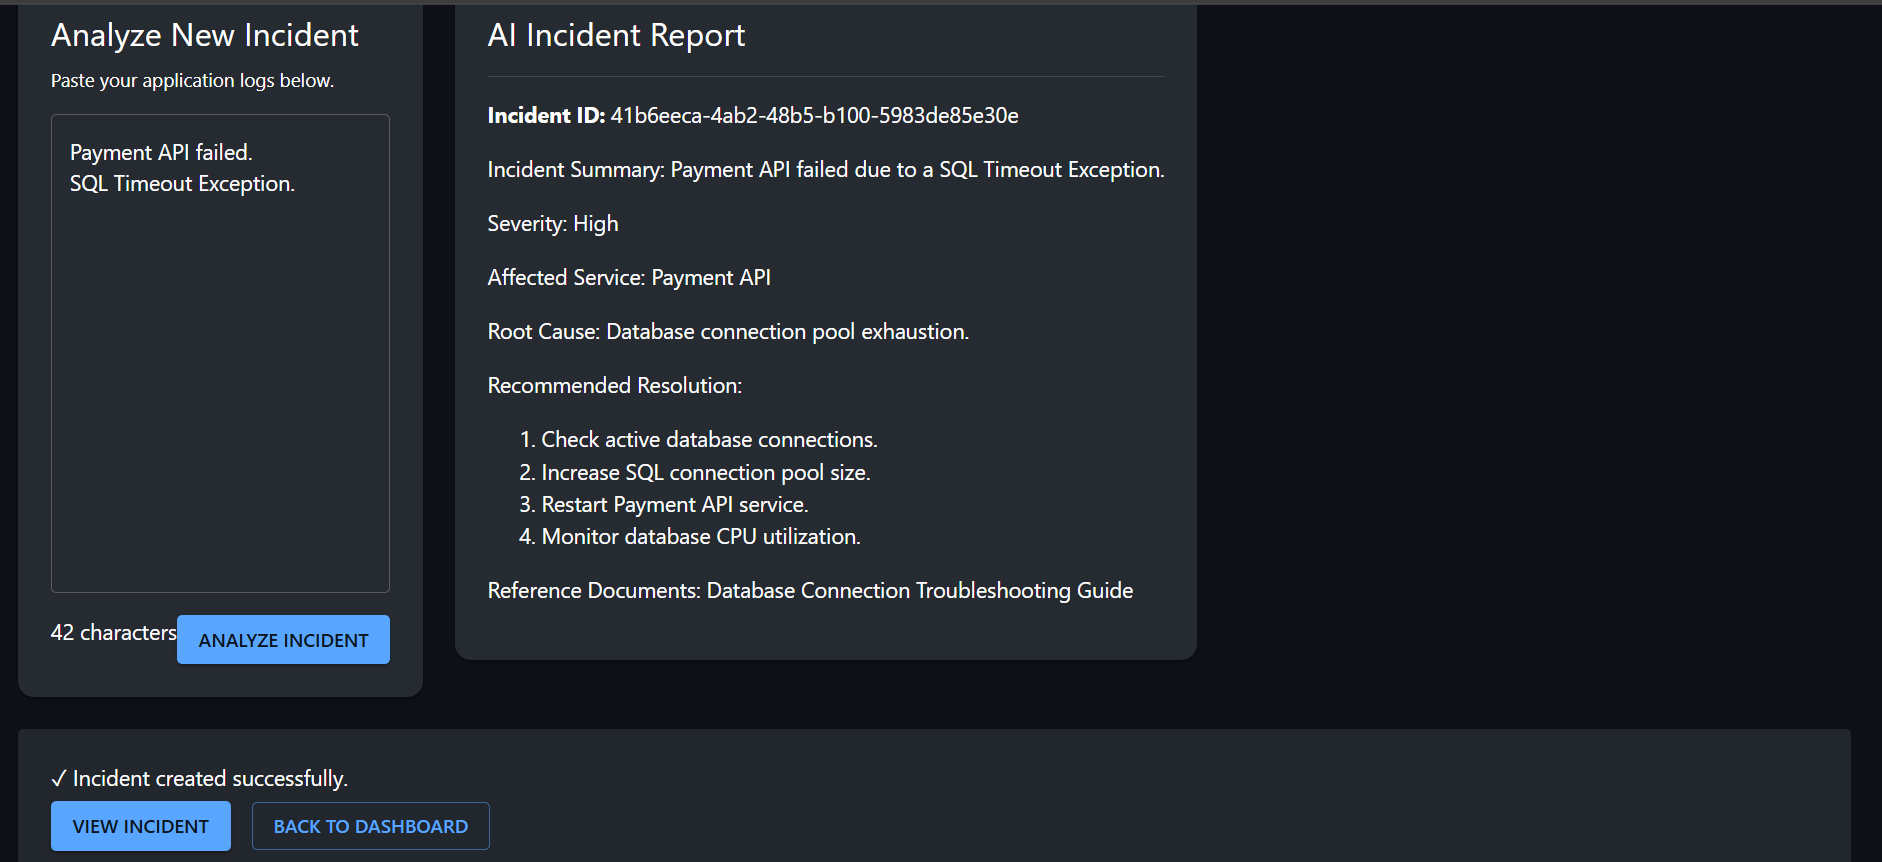 Analyze New Incident
Paste your application logs below.
Payment API failed.
SQL Timeout Exception.
42 characters
ANALYZE INCIDENT
AI Incident Report
Incident ID: 41b6eeca-4ab2-48b5-b100-5983de85e30e
Incident Summary: Payment API failed due to a SQL Timeout Exception.
Severity: High
Affected Service: Payment API
Root Cause: Database connection pool exhaustion.
Recommended Resolution:
1. Check active database connections.
2. Increase SQL connection pool size.
3. Restart Payment API service.
4. Monitor database CPU utilization.
Reference Documents: Database Connection Troubleshooting Guide
✓ Incident created successfully.
VIEW INCIDENT
BACK TO DASHBOARD